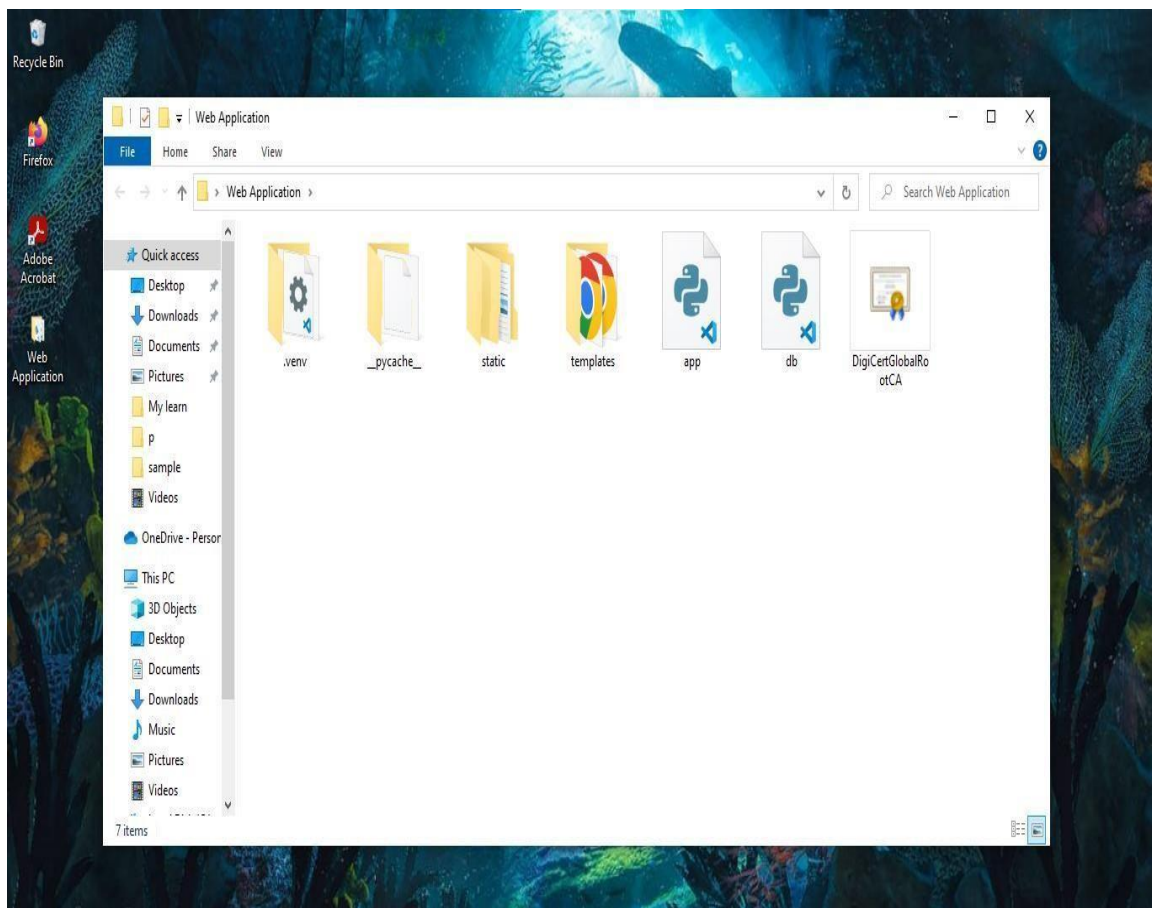 Recycle Bin
Firefox
Adobe
Acrobat
Web
Application
Web Application
File Home Share View
Web Application
Search Web Application
Quick access
Desktop
Downloads
Documents
Pictures
My learn
p
sample
Videos
OneDrive - Person
This PC
3D Objects
Desktop
Documents
Downloads
Music
Pictures
Videos
.venv
__pycache__
static
templates
app
db
DigiCertGlobalRo
otCA
7 items